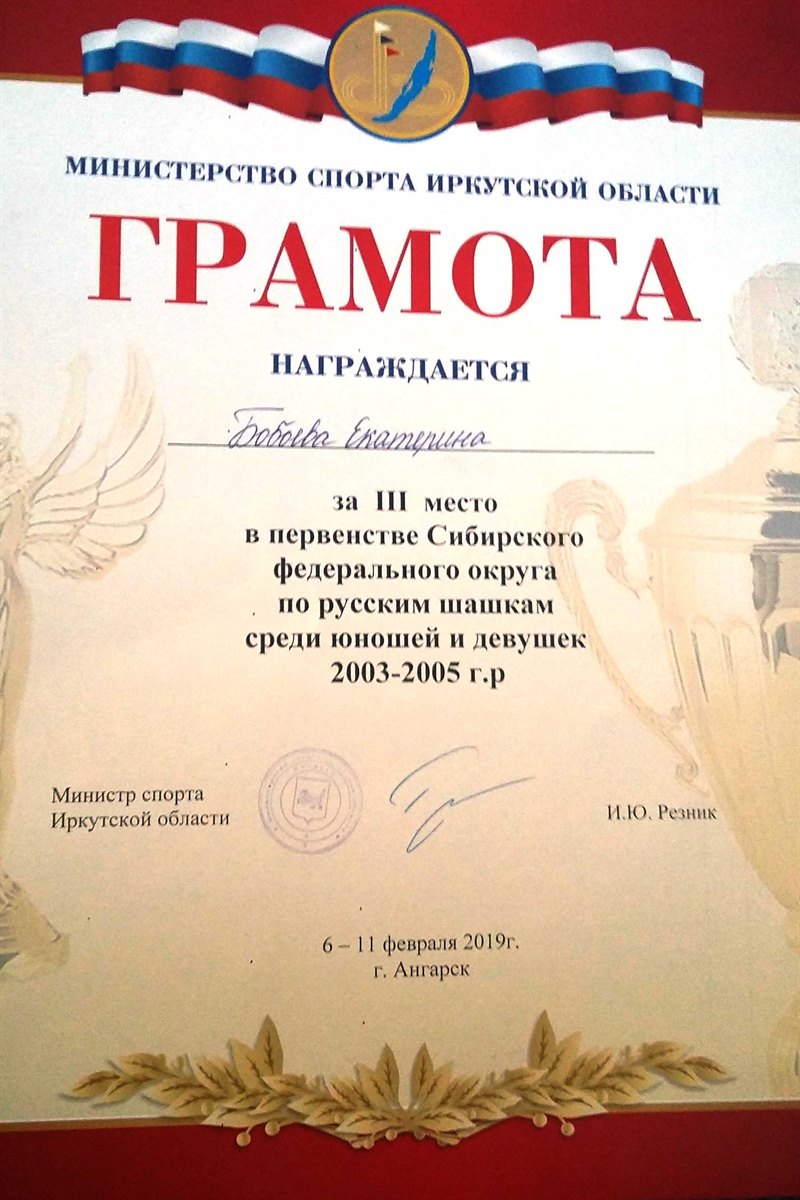 МИНИСТЕРСТВО СПОРТА ИРКУТСКОЙ ОБЛАСТИ
ГРАМОТА
НАГРАЖДАЕТСЯ
Бобоева Екатерина
за III место
в первенстве Сибирского
федерального округа
по русским шашкам
среди юношей и девушек
2003-2005 г.р
Министр спорта
Иркутской области
И.Ю. Резник
6 – 11 февраля 2019г.
г. Ангарск